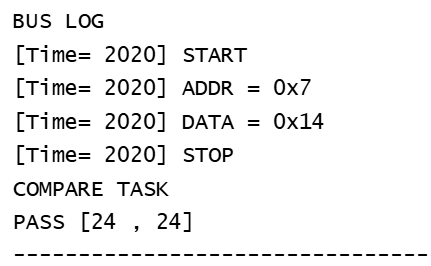 BUS LOG
[Time= 2020] START
[Time= 2020] ADDR = 0x7
[Time= 2020] DATA = 0x14
[Time= 2020] STOP
COMPARE TASK
PASS [24 , 24]
--------------------------------